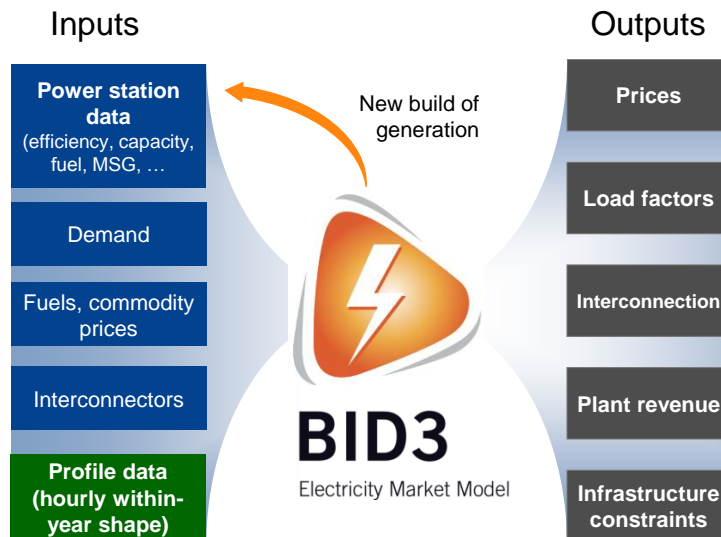 Inputs
Outputs
Power station
data
(efficiency, capacity,
fuel, MSG, …
Demand
Fuels, commodity
prices
Interconnectors
Profile data
(hourly within-
year shape)
New build of
generation
BID3
Electricity Market Model
Prices
Load factors
Interconnection
Plant revenue
Infrastructure
constraints